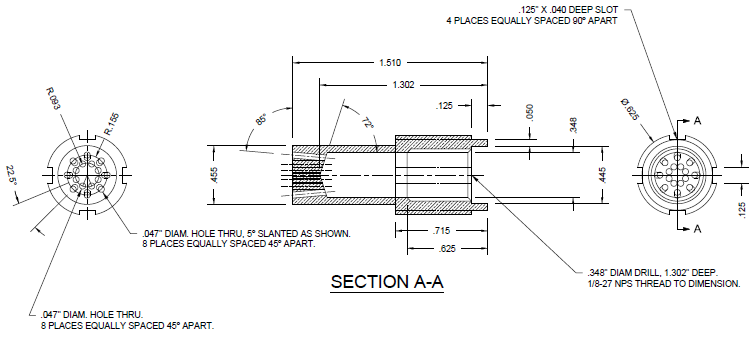 .125" X .040 DEEP SLOT
4 PLACES EQUALLY SPACED 90° APART
1.510
1.302
.125
.050
.348
85°
72°
.455
.445
.715
.625
R.093
R.155
22.5°
Ø.625
A
A
.125
.047" DIAM. HOLE THRU, 5° SLANTED AS SHOWN.
8 PLACES EQUALLY SPACED 45° APART.
SECTION A-A
.348" DIAM DRILL, 1.302" DEEP.
1/8-27 NPS THREAD TO DIMENSION.
.047" DIAM. HOLE THRU.
8 PLACES EQUALLY SPACED 45° APART.